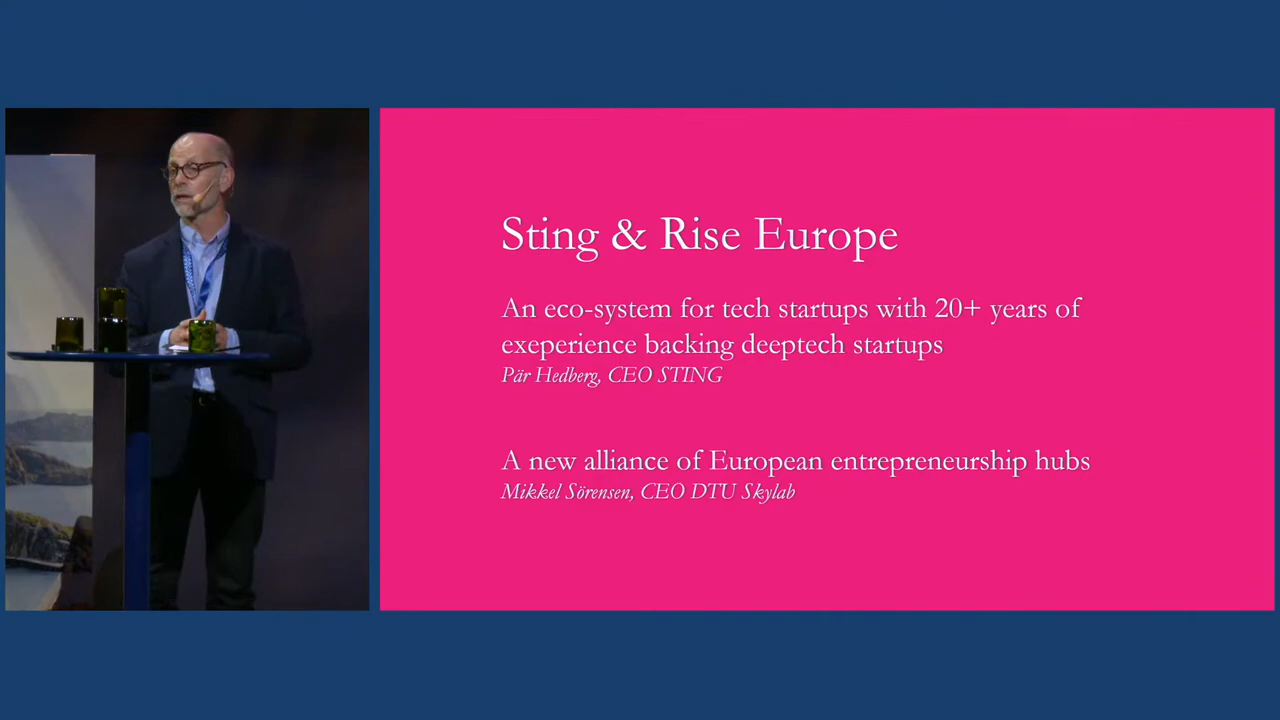 Sting & Rise Europe
An eco-system for tech startups with 20+ years of
exeperience backing deeptech startups
Pär Hedberg, CEO STING
A new alliance of European entrepreneurship hubs
Mikkel Sörensen, CEO DTU Skylab